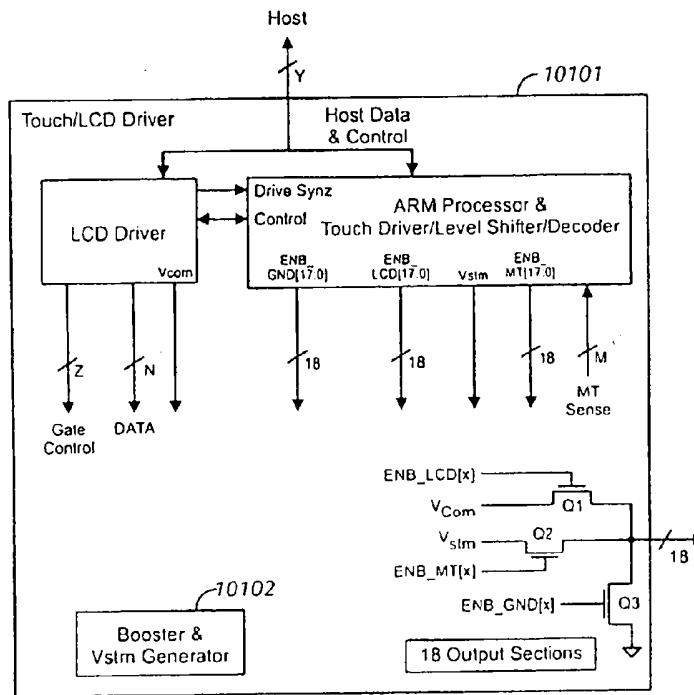 Host
Y
10101
Touch/LCD Driver
Host Data
& Control
LCD Driver
Vcom
Drive Synz
Control
ARM Processor &
Touch Driver/Level Shifter/Decoder
ENB_
GND[17:0]
ENB_
LCD[17:0]
Vstm
ENB_
MT[17:0]
Z
N
18
18
18
M
Gate
Control
DATA
MT
Sense
ENB_LCD[x]
VCom
Q1
Vstm
Q2
18
ENB_MT[x]
10102
ENB_GND[x]
Q3
Booster &
Vstm Generator
18 Output Sections